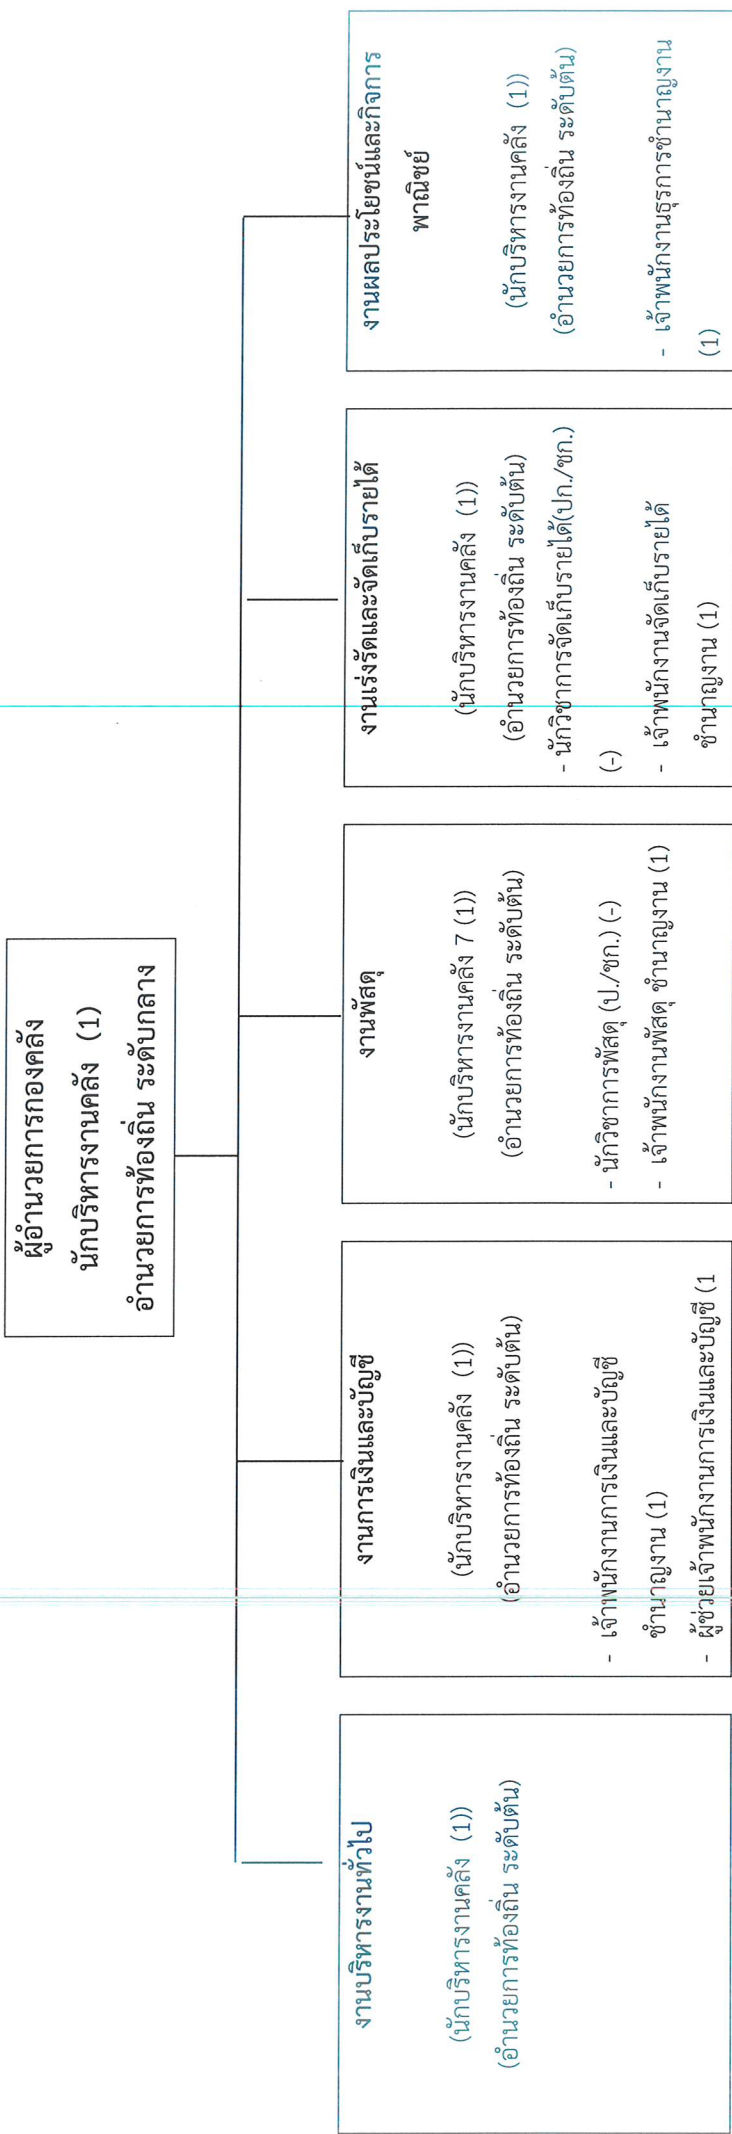 ผู้อำนวยการกองคลัง
นักบริหารงานคลัง (1)
อำนวยการท้องถิ่น ระดับกลาง
งานบริหารงานทั่วไป
(นักบริหารงานคลัง (1))
(อำนวยการท้องถิ่น ระดับต้น)
งานการเงินและบัญชี
(นักบริหารงานคลัง (1))
(อำนวยการท้องถิ่น ระดับต้น)
- เจ้าพนักงานการเงินและบัญชี
ชำนาญงาน (1)
- ผู้ช่วยเจ้าพนักงานการเงินและบัญชี (1
งานพัสดุ
(นักบริหารงานคลัง 7 (1))
(อำนวยการท้องถิ่น ระดับต้น)
- นักวิชาการพัสดุ (ป./ชก.) (-)
- เจ้าพนักงานพัสดุ ชำนาญงาน (1)
งานเร่งรัดและจัดเก็บรายได้
(นักบริหารงานคลัง (1))
(อำนวยการท้องถิ่น ระดับต้น)
- นักวิชาการจัดเก็บรายได้(ปก./ชก.)
(-)
- เจ้าพนักงานจัดเก็บรายได้
ชำนาญงาน (1)
งานผลประโยชน์และกิจการ
พาณิชย์
(นักบริหารงานคลัง (1))
(อำนวยการท้องถิ่น ระดับต้น)
- เจ้าพนักงานธุรการชำนาญงาน
(1)